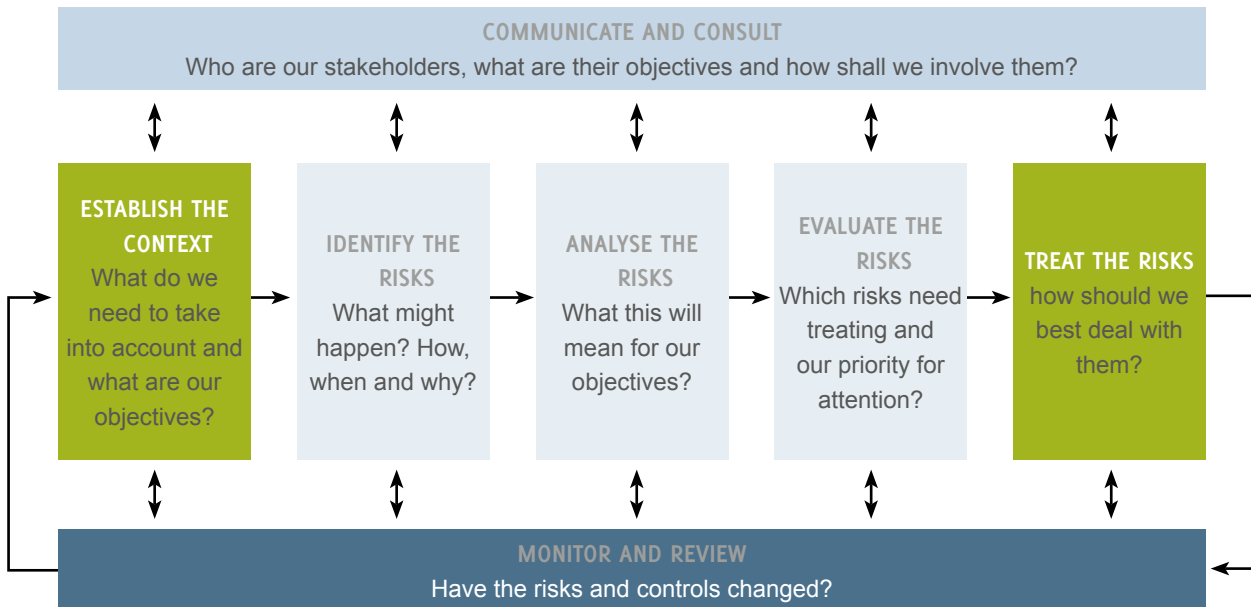 COMMUNICATE AND CONSULT
Who are our stakeholders, what are their objectives and how shall we involve them?
ESTABLISH THE
CONTEXT
What do we
need to take
into account and
what are our
objectives?
IDENTIFY THE
RISKS
What might
happen? How,
when and why?
ANALYSE THE
RISKS
What this will
mean for our
objectives?
EVALUATE THE
RISKS
Which risks need
treating and
our priority for
attention?
TREAT THE RISKS
how should we
best deal with
them?
MONITOR AND REVIEW
Have the risks and controls changed?